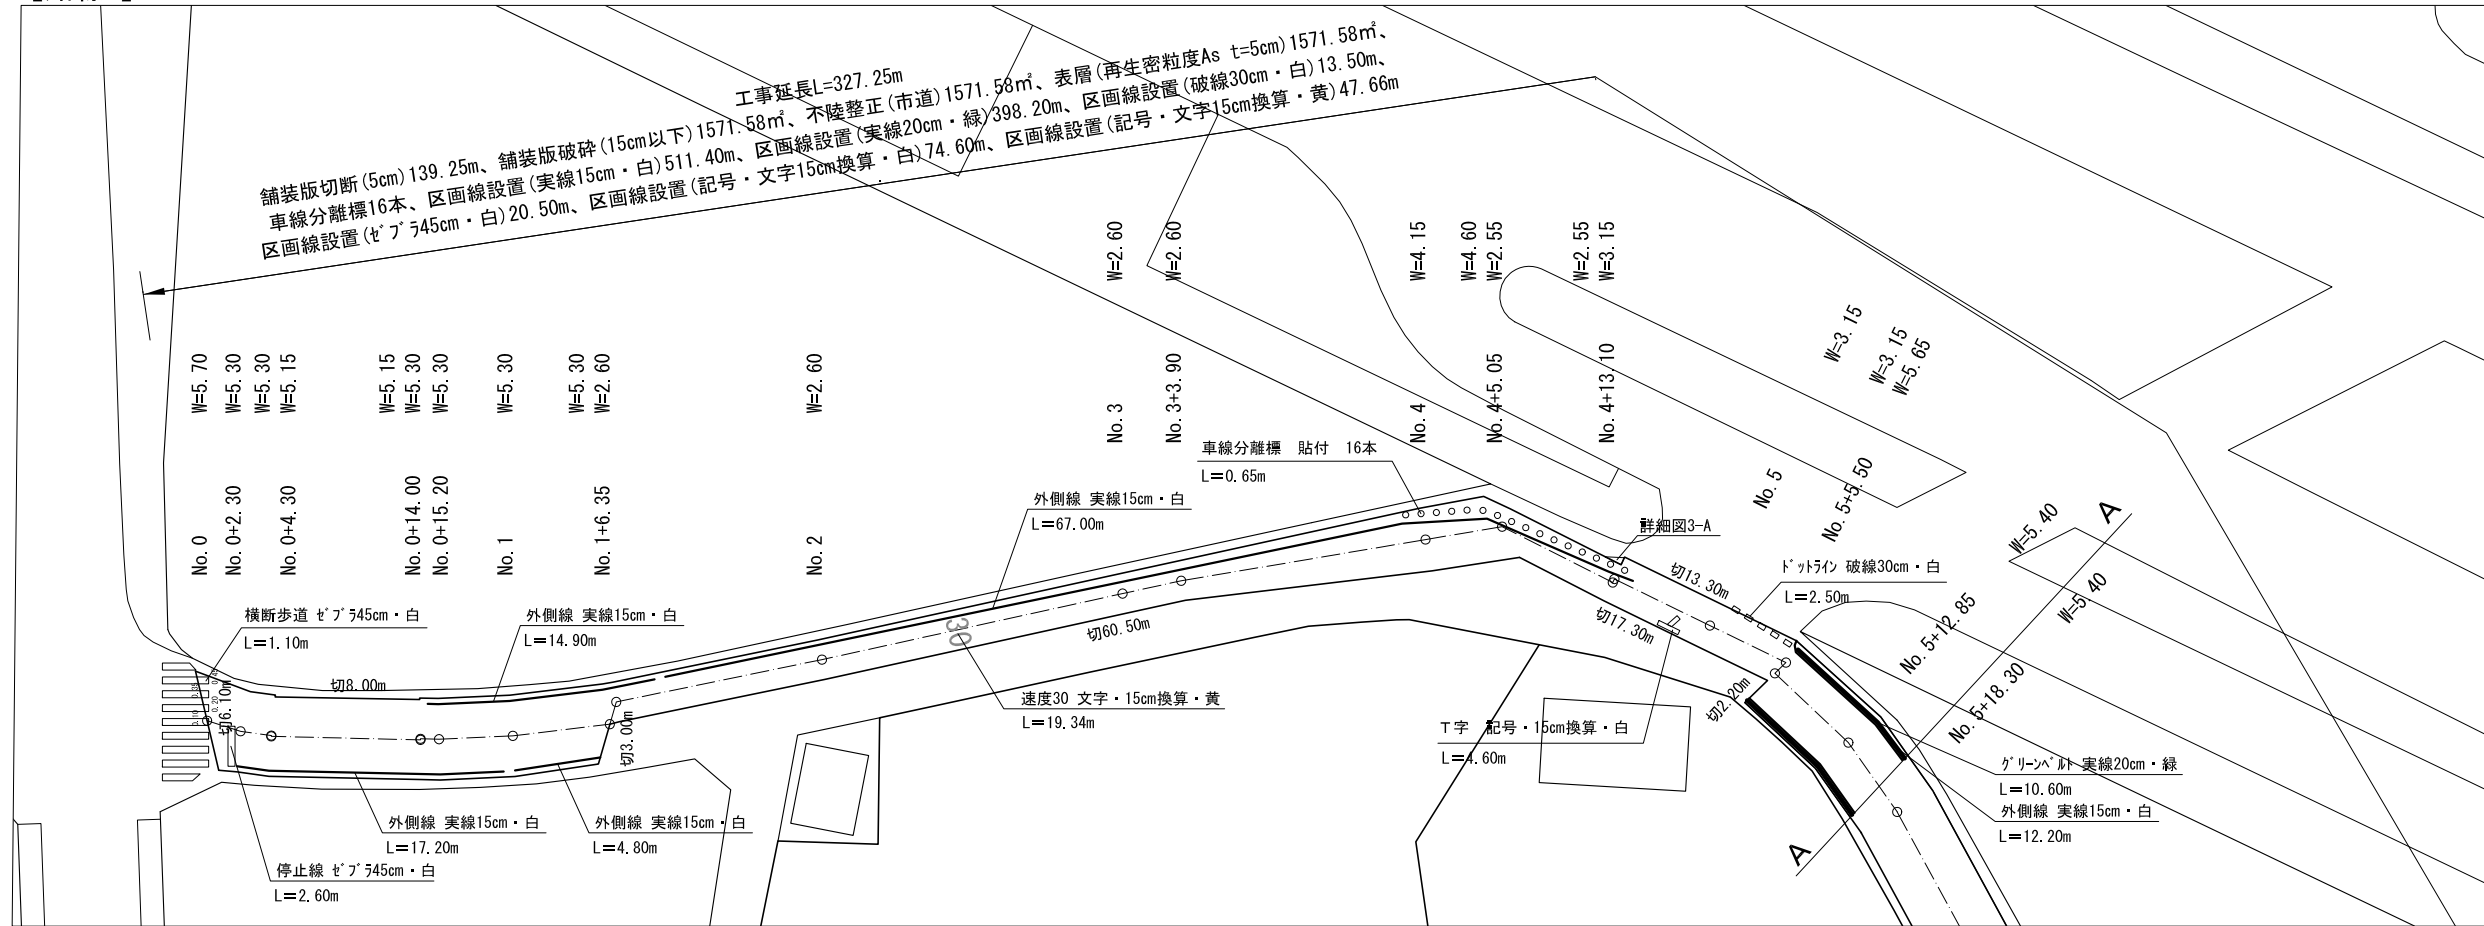 工事延長L=327.25m
舗装版切断(5cm)139.25m、舗装版破砕(15cm以下)1571.58㎡、不陸整正(市道)1571.58㎡、表層(再生密粒度As t=5cm)1571.58㎡、
車線分離標16本、区画線設置(実線15cm・白)511.40m、区画線設置(実線20cm・緑)398.20m、区画線設置(破線30cm・白)13.50m、
区画線設置(ｾﾞﾌﾞﾗ45cm・白)20.50m、区画線設置(記号・文字15cm換算・白)74.60m、区画線設置(記号・文字15cm換算・黄)47.66m
W=2.60
W=2.60
W=4.15
W=4.60
W=2.55
W=2.55
W=3.15
W=3.15
W=3.15
W=5.65
W=5.70
W=5.30
W=5.30
W=5.15
W=5.15
W=5.30
W=5.30
W=5.30
W=5.30
W=2.60
W=2.60
No.3
No.3+3.90
No.4
No.4+5.05
No.4+13.10
No.5
No.5+5.50
No.0
No.0+2.30
No.0+4.30
No.0+14.00
No.0+15.20
No.1
No.1+6.35
No.2
車線分離標 貼付 16本
L=0.65m
外側線 実線15cm・白
L=67.00m
詳細図3-A
W=5.40
A
切13.30m
ﾄﾞｯﾄﾗｲﾝ 破線30cm・白
L=2.50m
W=5.40
No.5+12.85
No.5+18.30
横断歩道 ｾﾞﾌﾞﾗ45cm・白
L=1.10m
外側線 実線15cm・白
L=14.90m
切60.50m
切17.30m
30
切8.00m
0.45
0.35
0.20
0.10
切6.10m
切3.00m
速度30 文字・15cm換算・黄
L=19.34m
切2.20m
T字 記号・15cm換算・白
L=4.60m
ｸﾞﾘｰﾝﾍﾞﾙﾄ 実線20cm・緑
L=10.60m
外側線 実線15cm・白
L=12.20m
外側線 実線15cm・白
L=17.20m
外側線 実線15cm・白
L=4.80m
停止線 ｾﾞﾌﾞﾗ45cm・白
L=2.60m
A